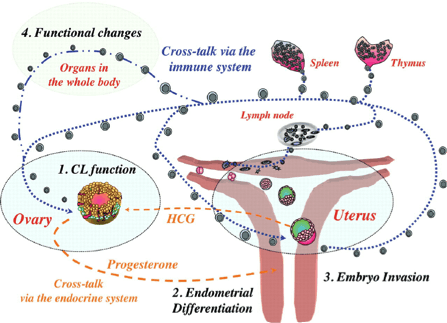 4. Functional changes
Organs in
the whole body
Cross-talk via the
immune system
Spleen
Thymus
Lymph node
1. CL function
Ovary
HCG
Uterus
Progesterone
Cross-talk
via the endocrine system
2. Endometrial
Differentiation
3. Embryo Invasion